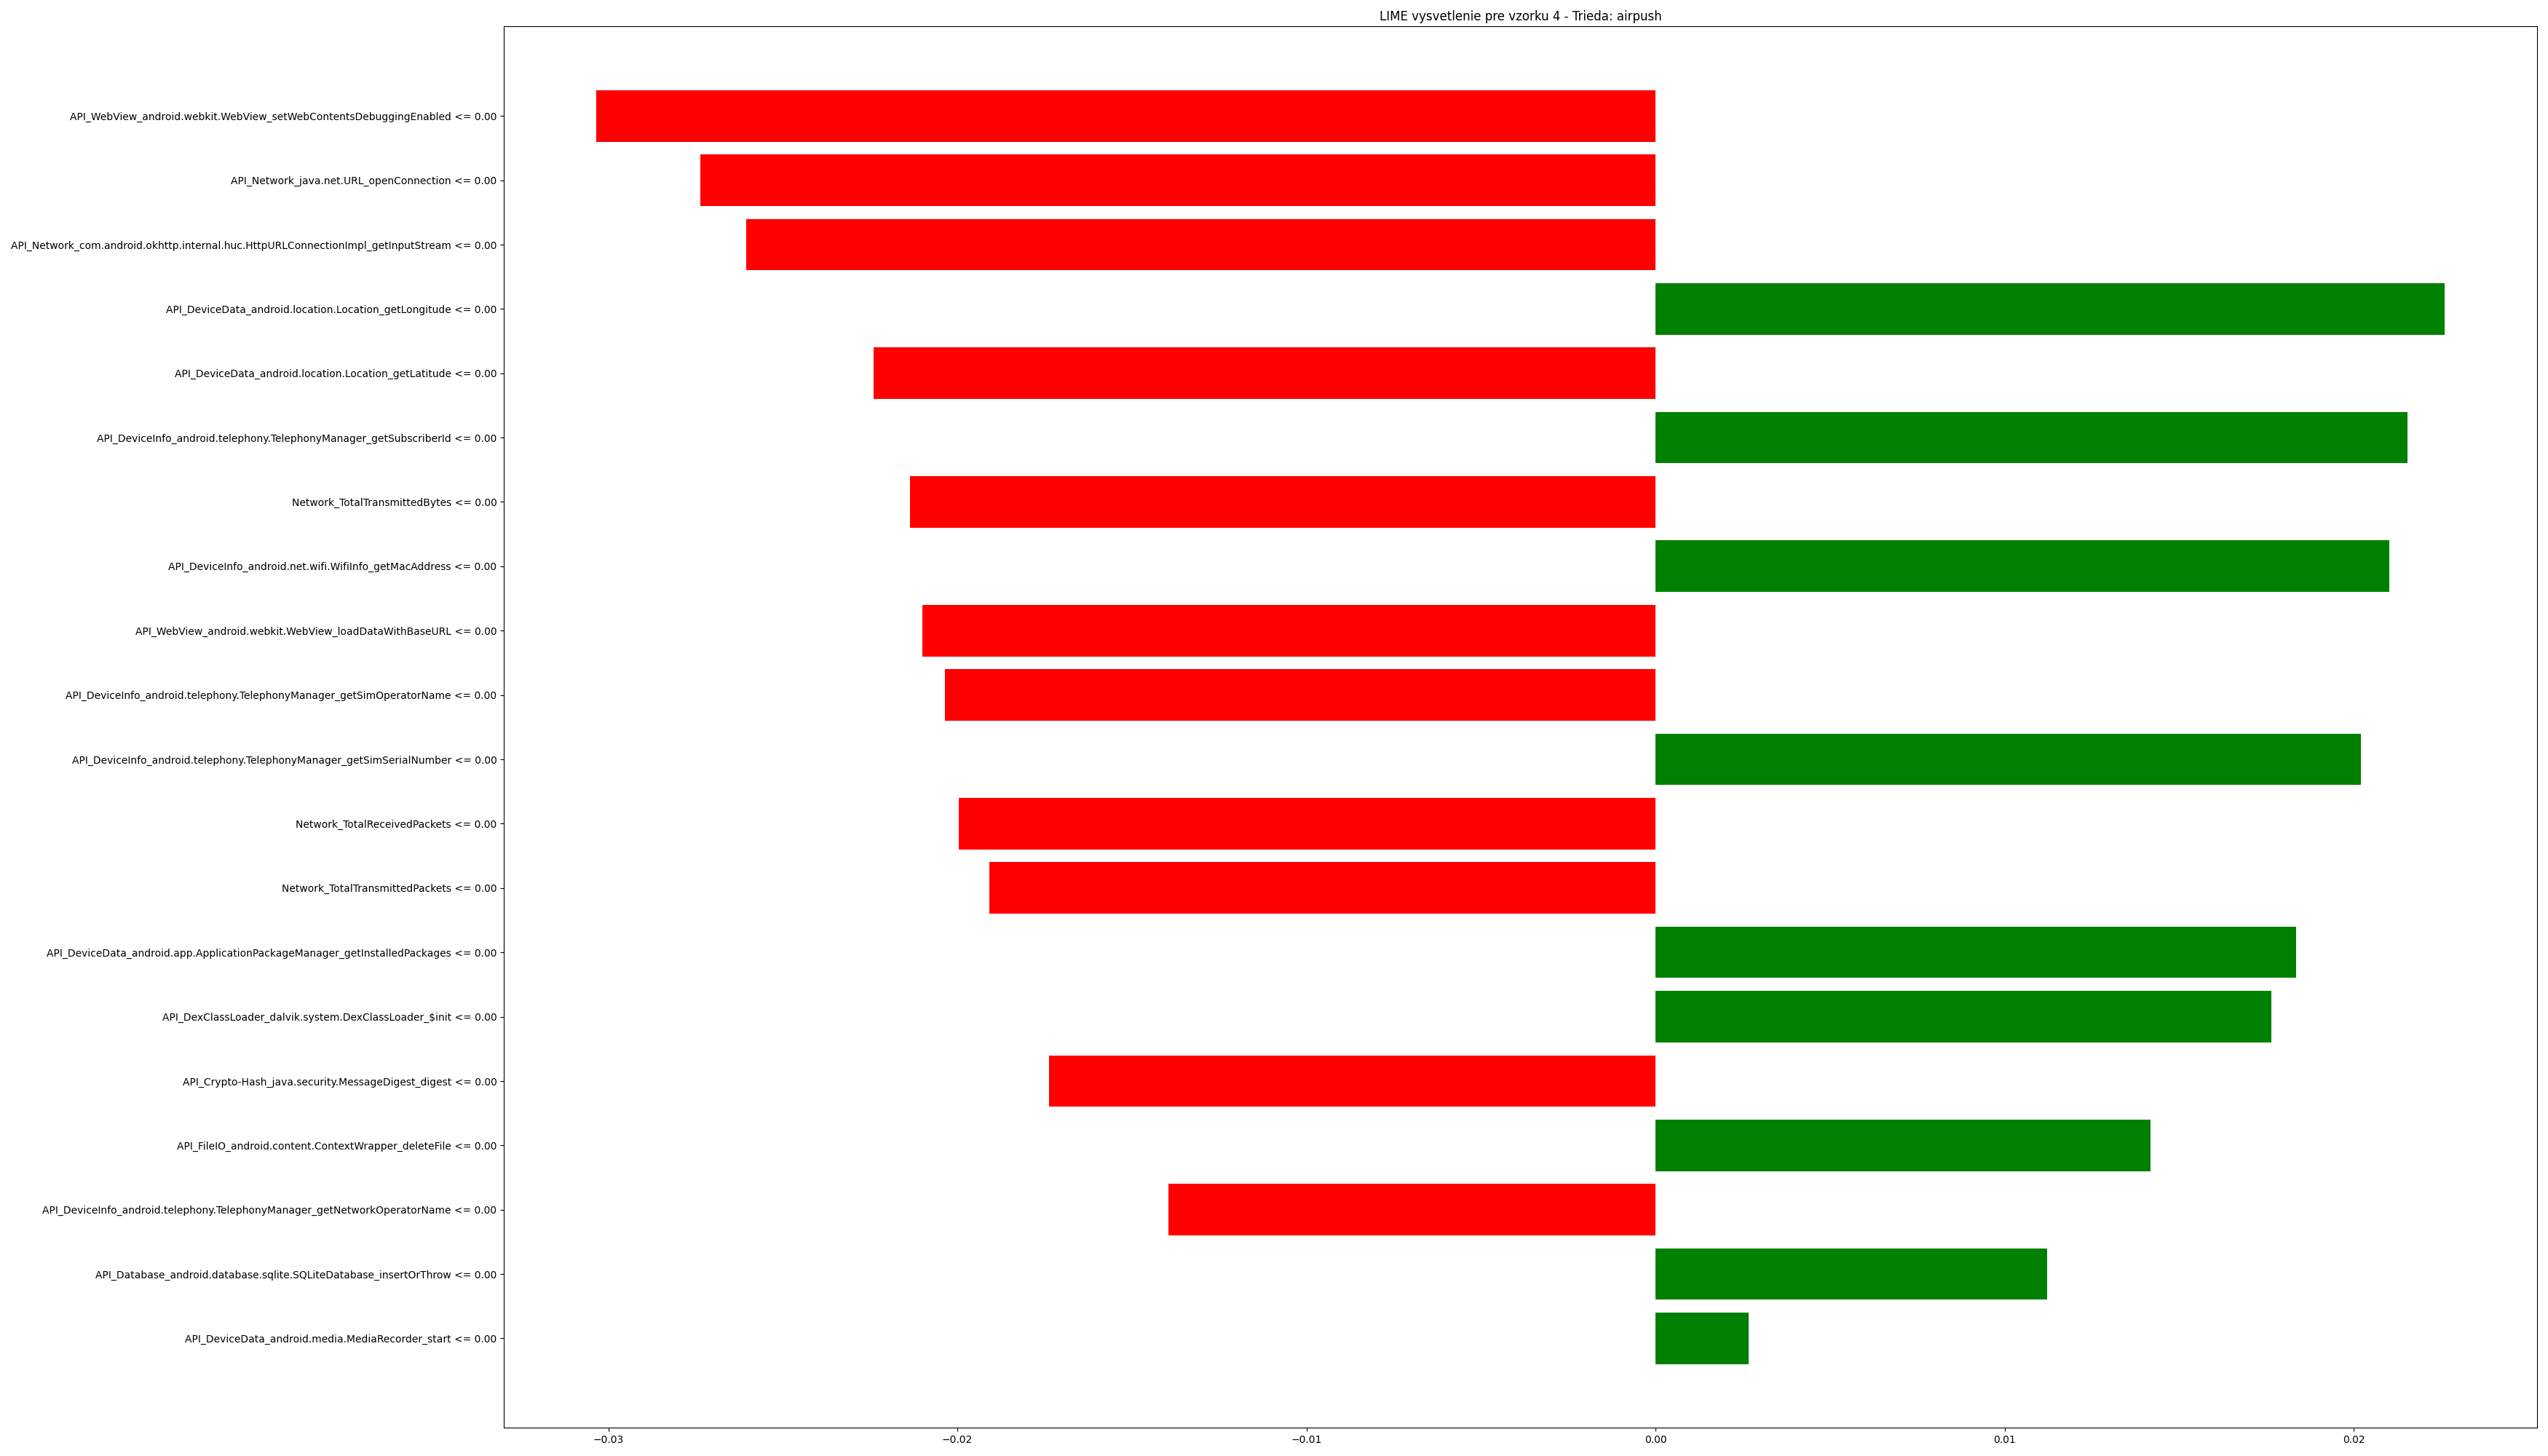 LIME vysvetlenie pre vzorku 4 - Trieda: airpush
API_WebView_android.webkit.WebView_setWebContentsDebuggingEnabled <= 0.00
API_Network_java.net.URL_openConnection <= 0.00
API_Network_com.android.okhttp.internal.huc.HttpURLConnectionImpl_getInputStream <= 0.00
API_DeviceData_android.location.Location_getLongitude <= 0.00
API_DeviceData_android.location.Location_getLatitude <= 0.00
API_DeviceInfo_android.telephony.TelephonyManager_getSubscriberId <= 0.00
Network_TotalTransmittedBytes <= 0.00
API_DeviceInfo_android.net.wifi.WifiInfo_getMacAddress <= 0.00
API_WebView_android.webkit.WebView_loadDataWithBaseURL <= 0.00
API_DeviceInfo_android.telephony.TelephonyManager_getSimOperatorName <= 0.00
API_DeviceInfo_android.telephony.TelephonyManager_getSimSerialNumber <= 0.00
Network_TotalReceivedPackets <= 0.00
Network_TotalTransmittedPackets <= 0.00
API_DeviceData_android.app.ApplicationPackageManager_getInstalledPackages <= 0.00
API_DexClassLoader_dalvik.system.DexClassLoader_$init <= 0.00
API_Crypto-Hash_java.security.MessageDigest_digest <= 0.00
API_FileIO_android.content.ContextWrapper_deleteFile <= 0.00
API_DeviceInfo_android.telephony.TelephonyManager_getNetworkOperatorName <= 0.00
API_Database_android.database.sqlite.SQLiteDatabase_insertOrThrow <= 0.00
API_DeviceData_android.media.MediaRecorder_start <= 0.00
−0.03 −0.02 −0.01 0.00 0.01 0.02